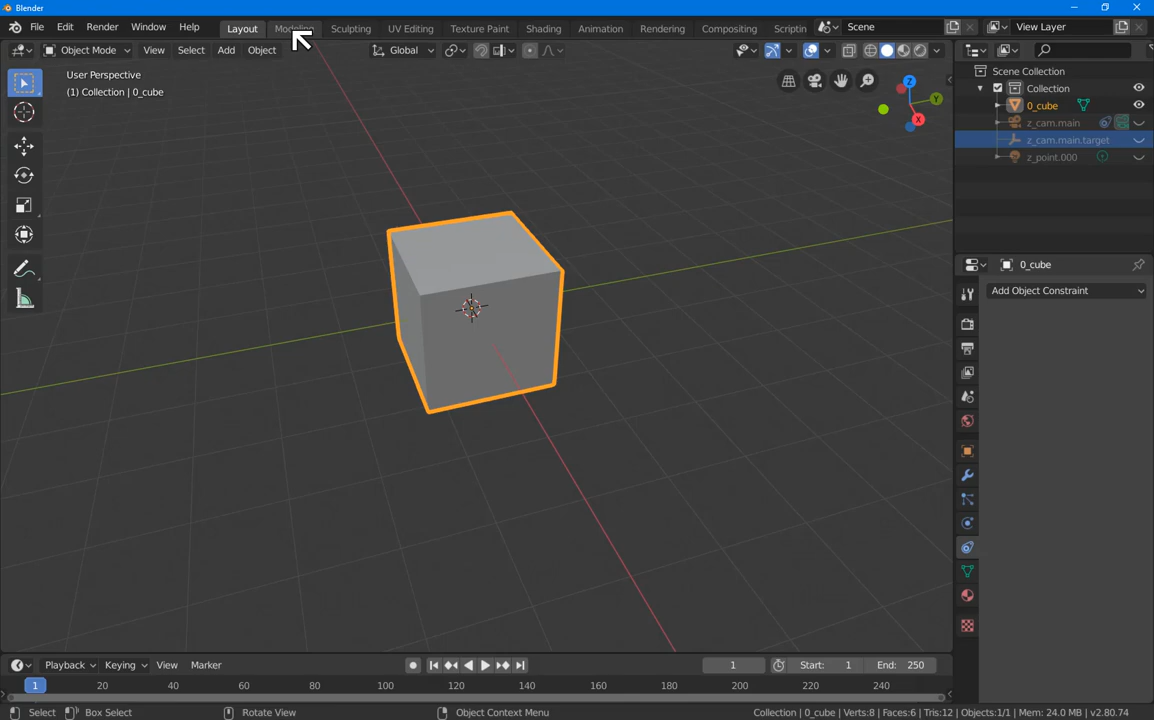 Blender
File Edit Render Window Help Layout Modeling Sculpting UV Editing Texture Paint Shading Animation Rendering Compositing Scriptin Scene View Layer
Object Mode View Select Add Object Global
User Perspective
(1) Collection | 0_cube
Z
Y
X
Scene Collection
Collection
0_cube
z_cam.main
z_cam.main.target
z_point.000
0_cube
Add Object Constraint
Playback Keying View Marker 1 Start: 1 End: 250
1 20 40 60 80 100 120 140 160 180 200 220 240
Select Box Select Rotate View Object Context Menu Collection | 0_cube | Verts:8 | Faces:6 | Tris:12 | Objects:1/1 | Mem: 24.0 MB | v2.80.74